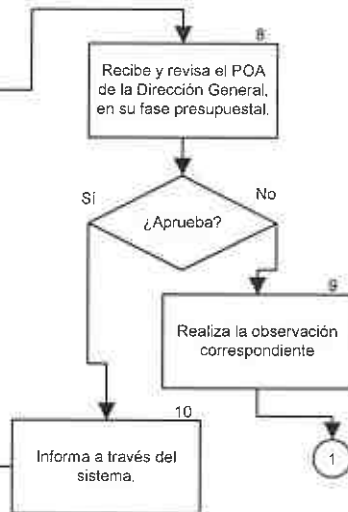 8
Recibe y revisa el POA
de la Dirección General,
en su fase presupuestal.
Sí
No
¿Aprueba?
9
Realiza la observación
correspondiente
10
Informa a través del
sistema.
1